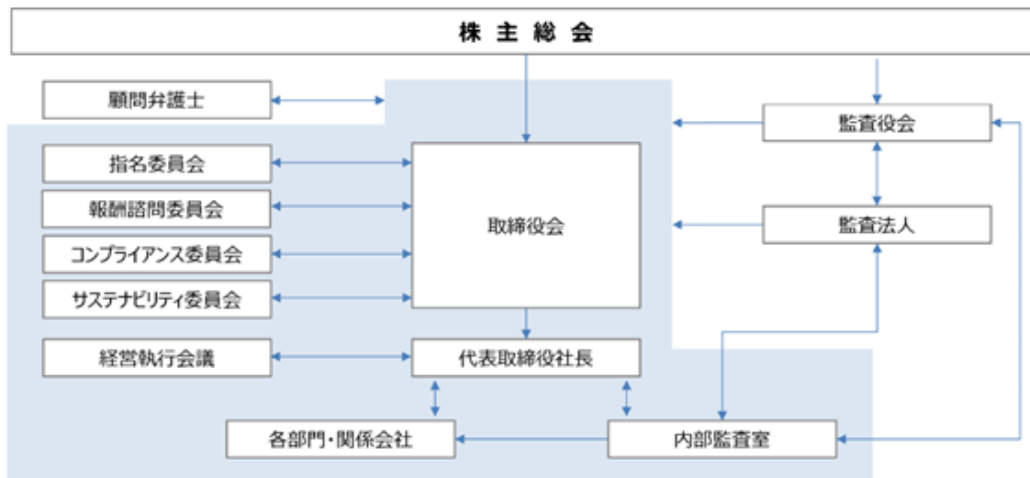 株主総会
顧問弁護士
監査役会
指名委員会
報酬諮問委員会
取締役会
監査法人
コンプライアンス委員会
サステナビリティ委員会
経営執行会議
代表取締役社長
各部門・関係会社
内部監査室